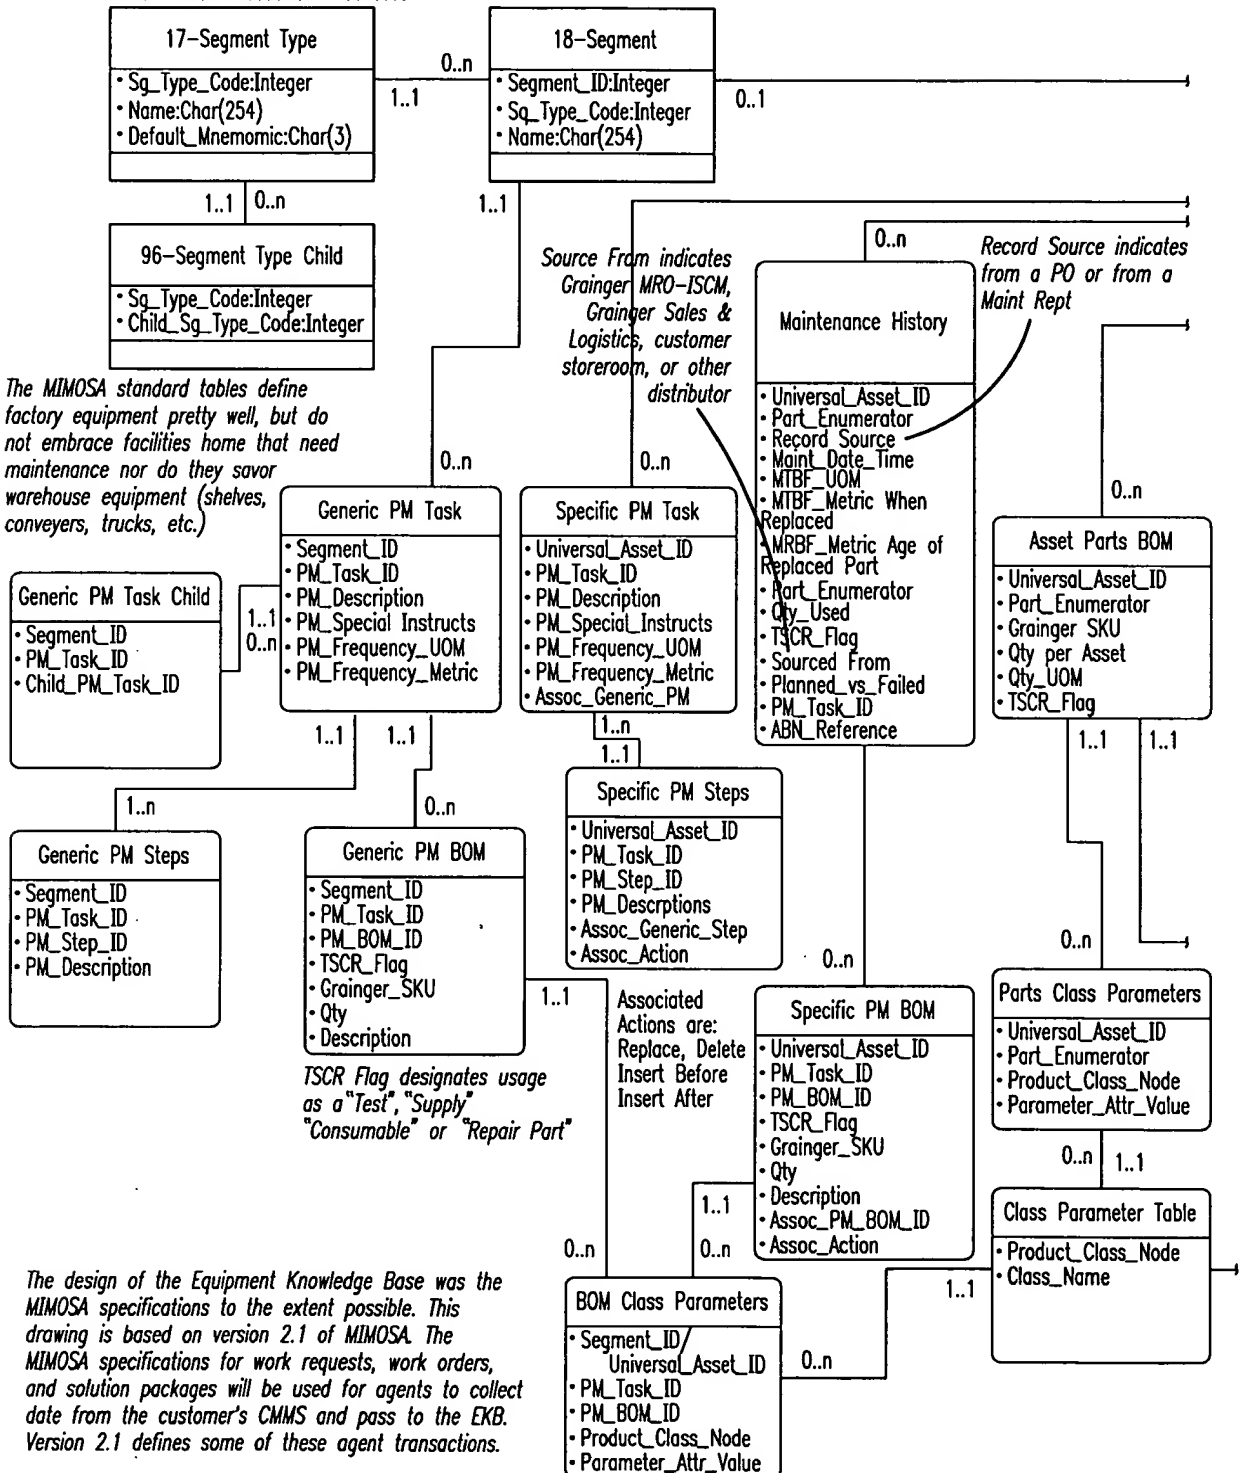 17-Segment Type
• Sg_Type_Code:Integer
• Name:Char(254)
• Default_Mnemomic:Char(3)
0..n
1..1
18-Segment
• Segment_ID:Integer
• Sq_Type_Code:Integer
• Name:Char(254)
0..1
1..1
0..n
1..1
96-Segment Type Child
• Sg_Type_Code:Integer
• Child_Sg_Type_Code:Integer
Source From indicates
Grainger MRO-ISCM,
Grainger Sales &
Logistics, customer
storeroom, or other
distributor
0..n
Record Source indicates
from a PO or from a
Maint Rept
Maintenance History
• Universal_Asset_ID
• Part_Enumerator
• Record Source
• Maint_Date_Time
• MTBF_UOM
• MTBF_Metric When
Replaced
• MRBF_Metric Age of
Replaced Part
• Part_Enumerator
• Qty_Used
• TSCR_Flag
• Sourced From
• Planned_vs_Failed
• PM_Task_ID
• ABN_Reference
The MIMOSA standard tables define
factory equipment pretty well, but do
not embrace facilities home that need
maintenance nor do they savor
warehouse equipment (shelves,
conveyers, trucks, etc.)
0..n
0..n
0..n
Generic PM Task
• Segment_ID
• PM_Task_ID
• PM_Description
• PM_Special Instructs
• PM_Frequency_UOM
• PM_Frequency_Metric
Specific PM Task
• Universal_Asset_ID
• PM_Task_ID
• PM_Description
• PM_Special_Instructs
• PM_Frequency_UOM
• PM_Frequency_Metric
• Assoc_Generic_PM
Asset Parts BOM
• Universal_Asset_ID
• Part_Enumerator
• Grainger SKU
• Qty per Asset
• Qty_UOM
• TSCR_Flag
Generic PM Task Child
• Segment_ID
• PM_Task_ID
• Child_PM_Task_ID
1..1
0..n
1..1
1..1
1..n
1..1
1..1
1..1
1..n
0..n
Generic PM Steps
• Segment_ID
• PM_Task_ID
• PM_Step_ID
• PM_Description
Generic PM BOM
• Segment_ID
• PM_Task_ID
• PM_BOM_ID
• TSCR_Flag
• Grainger_SKU
• Qty
• Description
Specific PM Steps
• Universal_Asset_ID
• PM_Task_ID
• PM_Step_ID
• PM_Descrptions
• Assoc_Generic_Step
• Assoc_Action
0..n
0..n
1..1
Associated
Actions are:
Replace, Delete
Insert Before
Insert After
Specific PM BOM
• Universal_Asset_ID
• PM_Task_ID
• PM_BOM_ID
• TSCR_Flag
• Grainger_SKU
• Qty
• Description
• Assoc_PM_BOM_ID
• Assoc_Action
Parts Class Parameters
• Universal_Asset_ID
• Part_Enumerator
• Product_Class_Node
• Parameter_Attr_Value
TSCR Flag designates usage
as a "Test", "Supply"
"Consumable" or "Repair Part"
0..n
1..1
1..1
0..n
0..n
Class Parameter Table
• Product_Class_Node
• Class_Name
1..1
0..n
BOM Class Parameters
• Segment_ID/
Universal_Asset_ID
• PM_Task_ID
• PM_BOM_ID
• Product_Class_Node
• Parameter_Attr_Value
The design of the Equipment Knowledge Base was the
MIMOSA specifications to the extent possible. This
drawing is based on version 2.1 of MIMOSA. The
MIMOSA specifications for work requests, work orders,
and solution packages will be used for agents to collect
date from the customer's CMMS and pass to the EKB.
Version 2.1 defines some of these agent transactions.